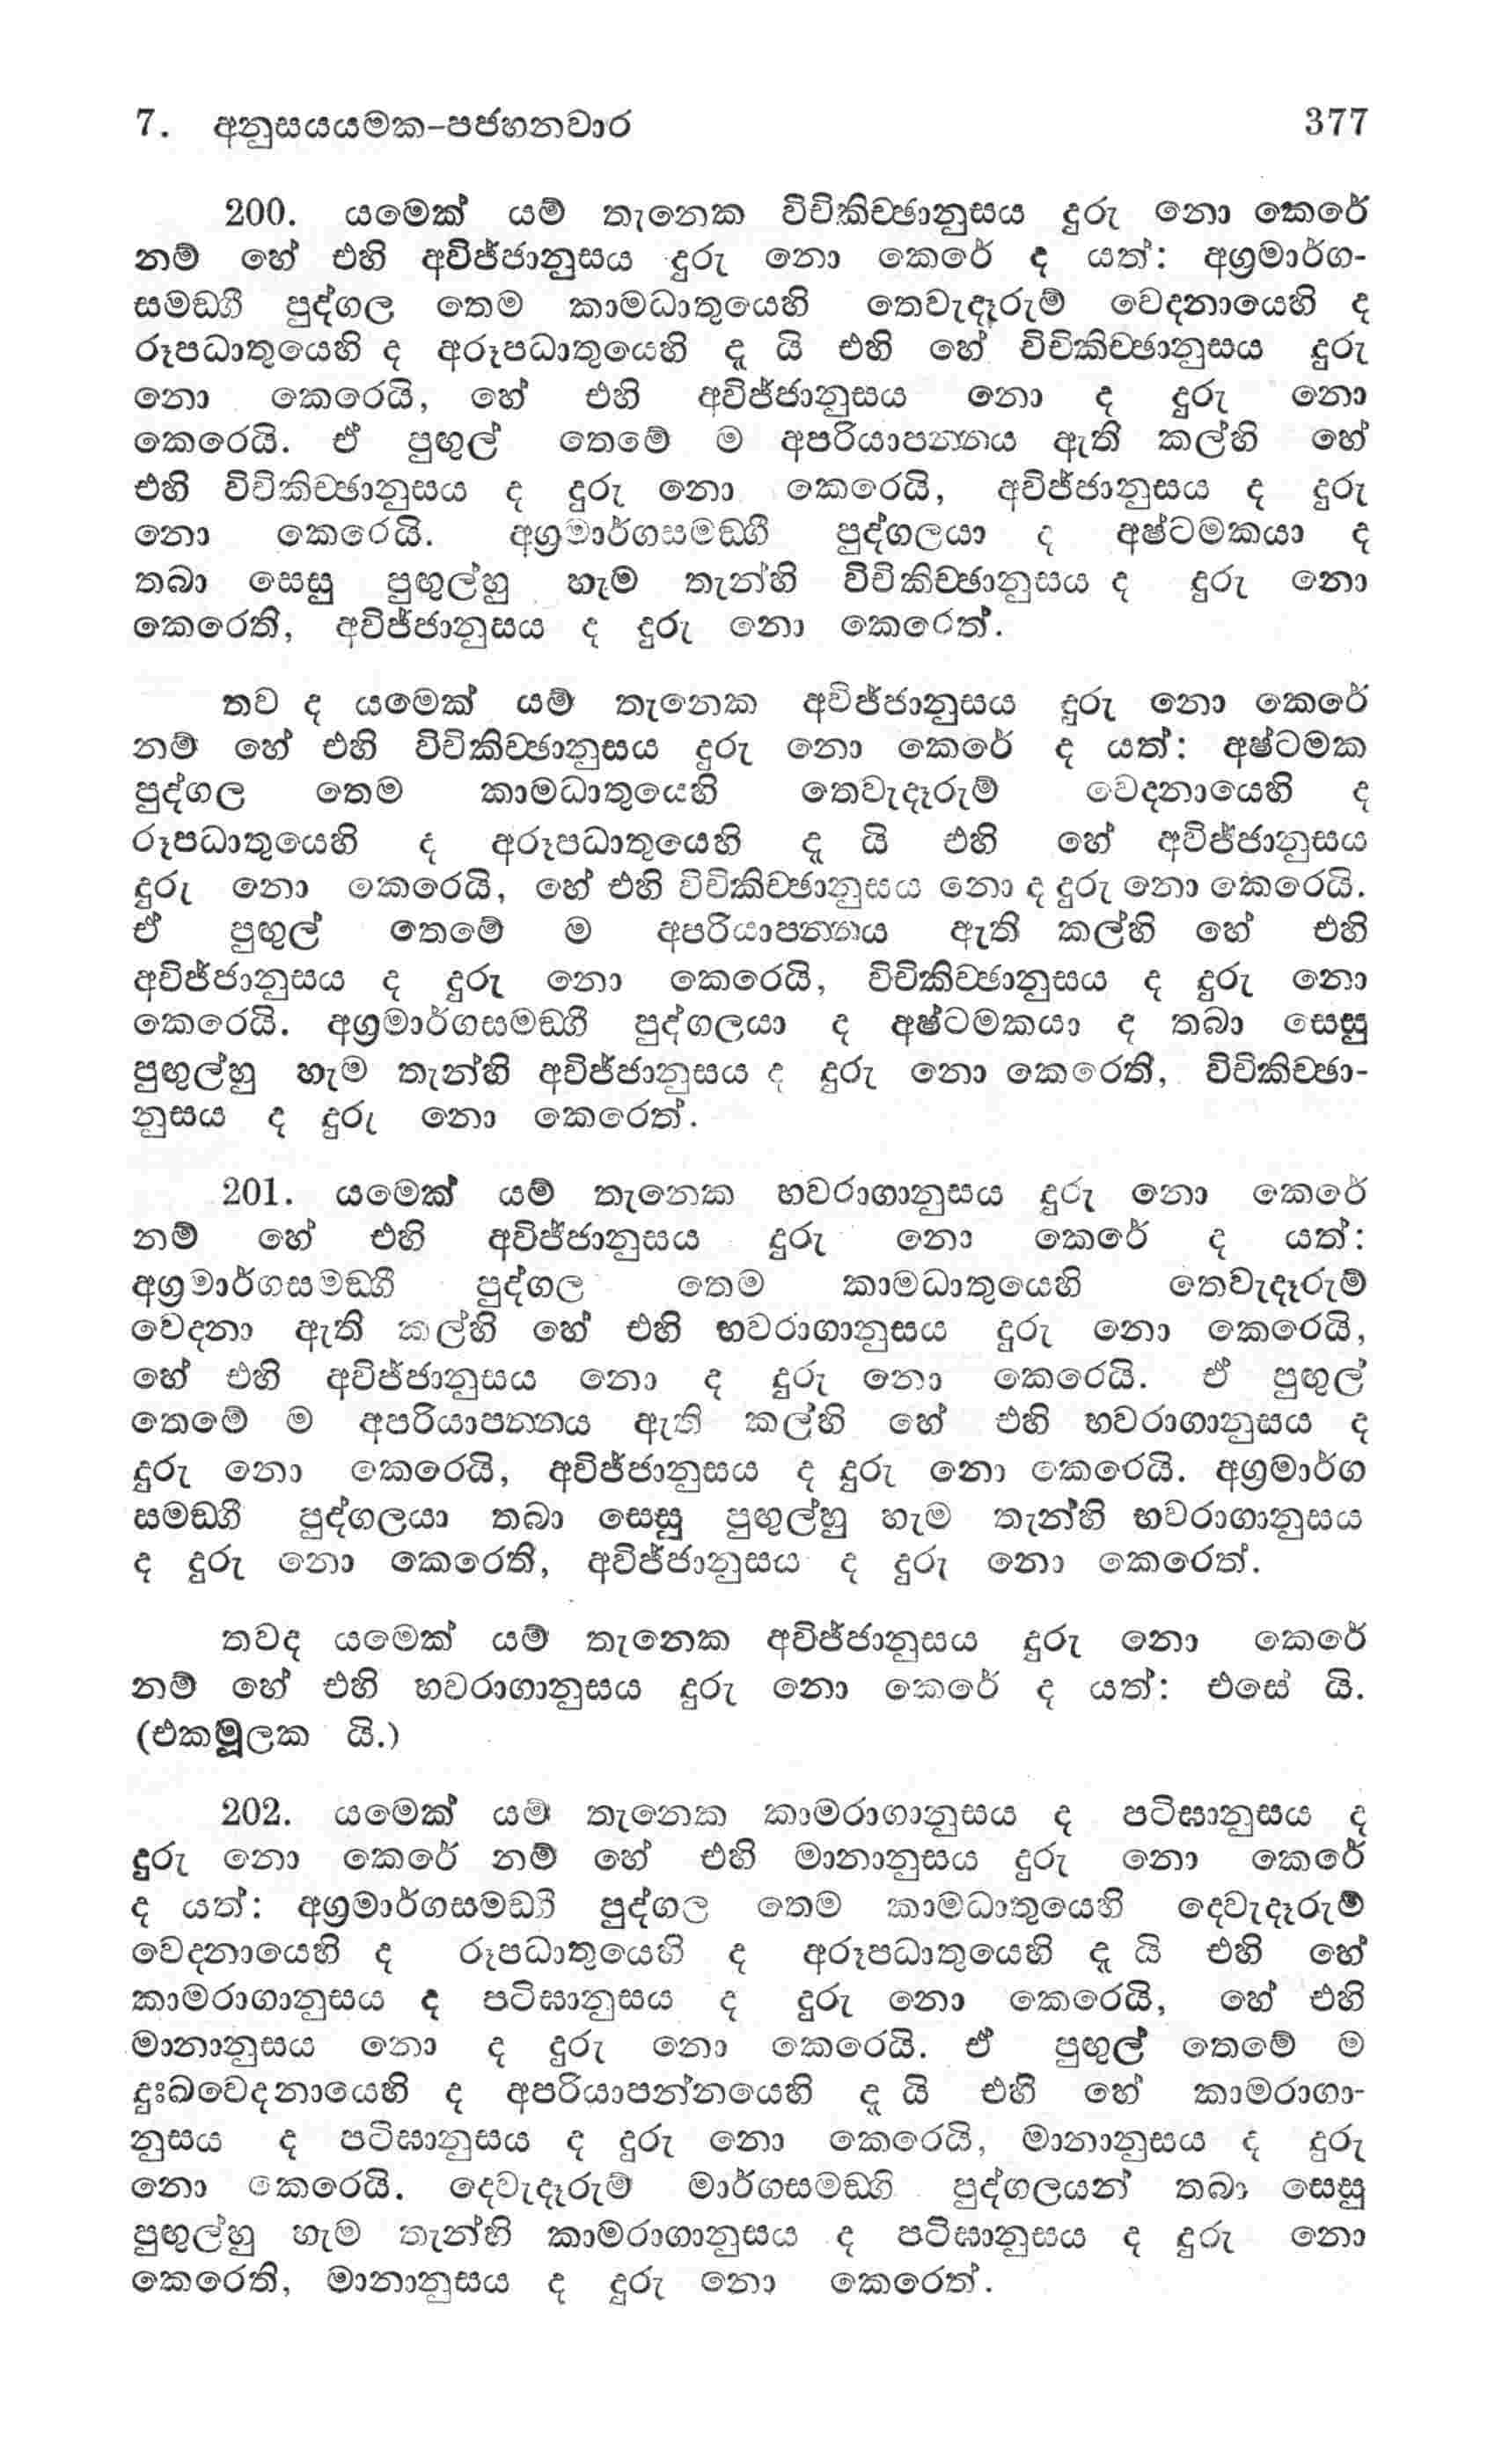 7. අනුසයයමක-පජහනවාර 377
200. යමෙක් යම් තැනෙක විචිකිච්ඡානුසය දුරු නො කෙරේ
නම් හේ එහි අවිජ්ජානුසය දුරු නො කෙරේ ද යත්: අග්‍රමාර්ග-
සමඞ්ගී පුද්ගල තෙම කාමධාතුයෙහි තෙවැදෑරුම් වෙදනායෙහි ද
රූපධාතුයෙහි ද අරූපධාතුයෙහි දැ යි එහි හේ විචිකිච්ඡානුසය දුරු
නො කෙරෙයි, හේ එහි අවිජ්ජානුසය නො ද දුරු නො
කෙරෙයි. ඒ පුඟුල් තෙමේ ම අපරියාපන්නය ඇති කල්හි හේ
එහි විචිකිච්ඡානුසය ද දුරු නො කෙරෙයි, අවිජ්ජානුසය ද දුරු
නො කෙරෙයි. අග්‍රමාර්ගසමඞ්ගී පුද්ගලයා ද අෂ්ටමකයා ද
තබා සෙසු පුඟුල්හු හැම තැන්හි විචිකිච්ඡානුසය ද දුරු නො
කෙරෙති, අවිජ්ජානුසය ද දුරු නො කෙරෙත්.
තව ද යමෙක් යම් තැනෙක අවිජ්ජානුසය දුරු නො කෙරේ
නම් හේ එහි විචිකිච්ඡානුසය දුරු නො කෙරේ ද යත්: අෂ්ටමක
පුද්ගල තෙම කාමධාතුයෙහි තෙවැදෑරුම් වෙදනායෙහි ද
රූපධාතුයෙහි ද අරූපධාතුයෙහි දැ යි එහි හේ අවිජ්ජානුසය
දුරු නො කෙරෙයි, හේ එහි විචිකිච්ඡානුසය නො ද දුරු නො කෙරෙයි.
ඒ පුඟුල් තෙමේ ම අපරියාපන්නය ඇති කල්හි හේ එහි
අවිජ්ජානුසය ද දුරු නො කෙරෙයි, විචිකිච්ඡානුසය ද දුරු නො
කෙරෙයි. අග්‍රමාර්ගසමඞ්ගී පුද්ගලයා ද අෂ්ටමකයා ද තබා සෙසු
පුඟුල්හු හැම තැන්හි අවිජ්ජානුසය ද දුරු නො කෙරෙති, විචිකිච්ඡා-
නුසය ද දුරු නො කෙරෙත්.
201. යමෙක් යම් තැනෙක භවරාගානුසය දුරු නො කෙරේ
නම් හේ එහි අවිජ්ජානුසය දුරු නො කෙරේ ද යත්:
අග්‍රමාර්ගසමඞ්ගී පුද්ගල තෙම කාමධාතුයෙහි තෙවැදෑරුම්
වෙදනා ඇති කල්හි හේ එහි භවරාගානුසය දුරු නො කෙරෙයි,
හේ එහි අවිජ්ජානුසය නො ද දුරු නො කෙරෙයි. ඒ පුඟුල්
තෙමේ ම අපරියාපන්නය ඇති කල්හි හේ එහි භවරාගානුසය ද
දුරු නො කෙරෙයි, අවිජ්ජානුසය ද දුරු නො කෙරෙයි. අග්‍රමාර්ග
සමඞ්ගී පුද්ගලයා තබා සෙසු පුඟුල්හු හැම තැන්හි භවරාගානුසය
ද දුරු නො කෙරෙති, අවිජ්ජානුසය ද දුරු නො කෙරෙත්.
තවද යමෙක් යම් තැනෙක අවිජ්ජානුසය දුරු නො කෙරේ
නම් හේ එහි භවරාගානුසය දුරු නො කෙරේ ද යත්: එසේ යි.
(එකමූලක යි.)
202. යමෙක් යම් තැනෙක කාමරාගානුසය ද පටිඝානුසය ද
දුරු නො කෙරේ නම් හේ එහි මානානුසය දුරු නො කෙරේ
ද යත්: අග්‍රමාර්ගසමඞ්ගී පුද්ගල තෙම කාමධාතුයෙහි දෙවැදෑරුම්
වෙදනායෙහි ද රූපධාතුයෙහි ද අරූපධාතුයෙහි දැ යි එහි හේ
කාමරාගානුසය ද පටිඝානුසය ද දුරු නො කෙරෙයි, හේ එහි
මානානුසය නො ද දුරු නො කෙරෙයි. ඒ පුඟුල් තෙමේ ම
දුඃඛවෙදනායෙහි ද අපරියාපන්නයෙහි දැ යි එහි හේ කාමරාගා-
නුසය ද පටිඝානුසය ද දුරු නො කෙරෙයි, මානානුසය ද දුරු
නො කෙරෙයි. දෙවැදෑරුම් මාර්ගසමඞ්ගි පුද්ගලයන් තබා සෙසු
පුඟුල්හු හැම තැන්හි කාමරාගානුසය ද පටිඝානුසය ද දුරු නො
කෙරෙති, මානානුසය ද දුරු නො කෙරෙත්.